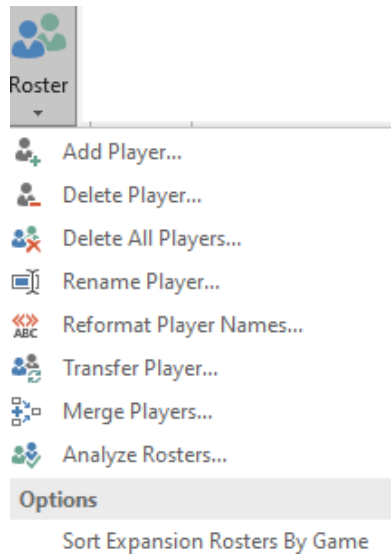 Roster
Add Player...
Delete Player...
Delete All Players...
Rename Player...
ABC
Reformat Player Names...
Transfer Player...
Merge Players...
Analyze Rosters...
Options
Sort Expansion Rosters By Game